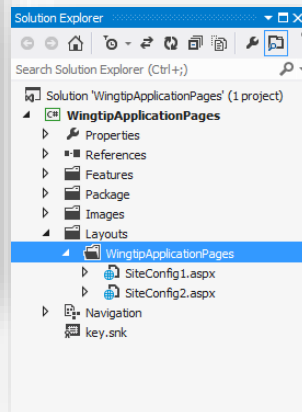 Solution Explorer
Search Solution Explorer (Ctrl+;)
Solution 'WingtipApplicationPages' (1 project)
C# WingtipApplicationPages
Properties
References
Features
Package
Images
Layouts
WingtipApplicationPages
SiteConfig1.aspx
SiteConfig2.aspx
Navigation
key.snk